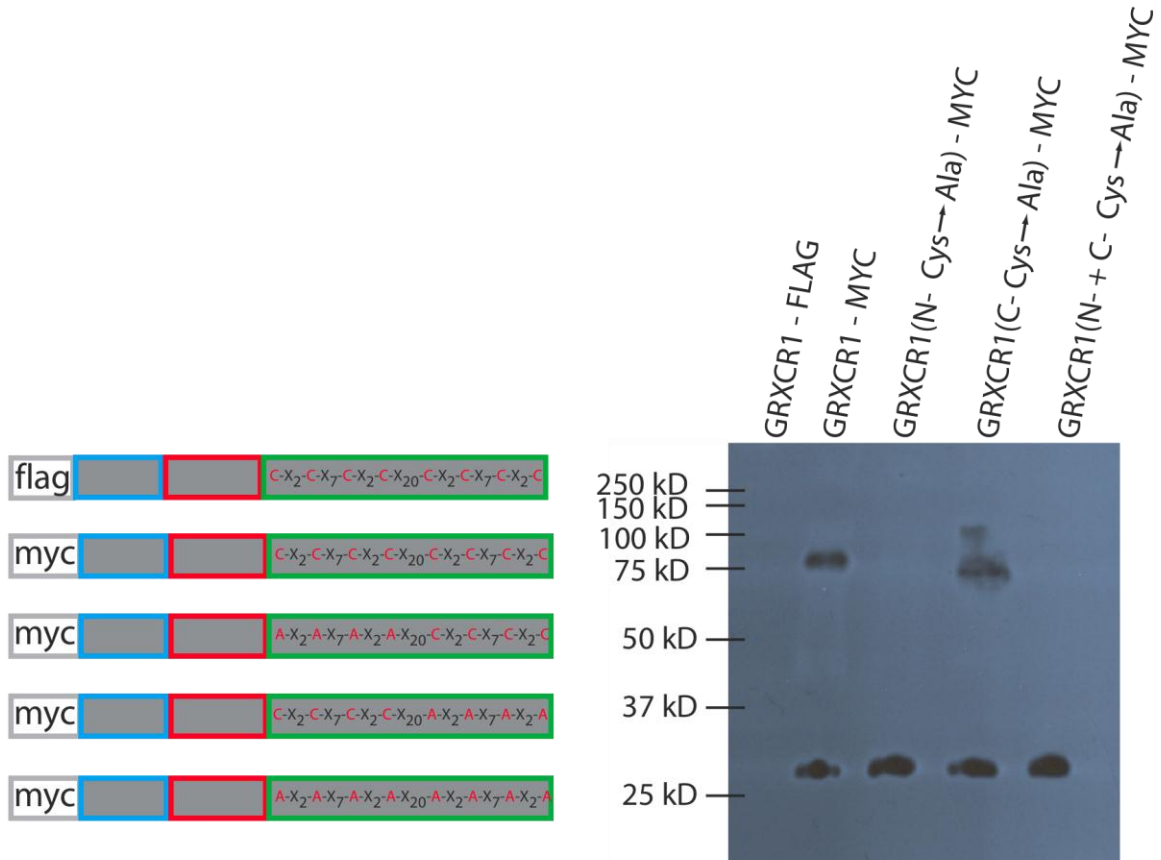 GRXCR1 - FLAG
GRXCR1 - MYC
GRXCR1(N- Cys→Ala) - MYC
GRXCR1(C- Cys→Ala) - MYC
GRXCR1(N- + C- Cys→Ala) - MYC
flag C-X2-C-X7-C-X2-C-X20-C-X2-C-X7-C-X2-C
myc C-X2-C-X7-C-X2-C-X20-C-X2-C-X7-C-X2-C
myc A-X2-A-X7-A-X2-A-X20-C-X2-C-X7-C-X2-C
myc C-X2-C-X7-C-X2-C-X20-A-X2-A-X7-A-X2-A
myc A-X2-A-X7-A-X2-A-X20-A-X2-A-X7-A-X2-A
250 kD
150 kD
100 kD
75 kD
50 kD
37 kD
25 kD